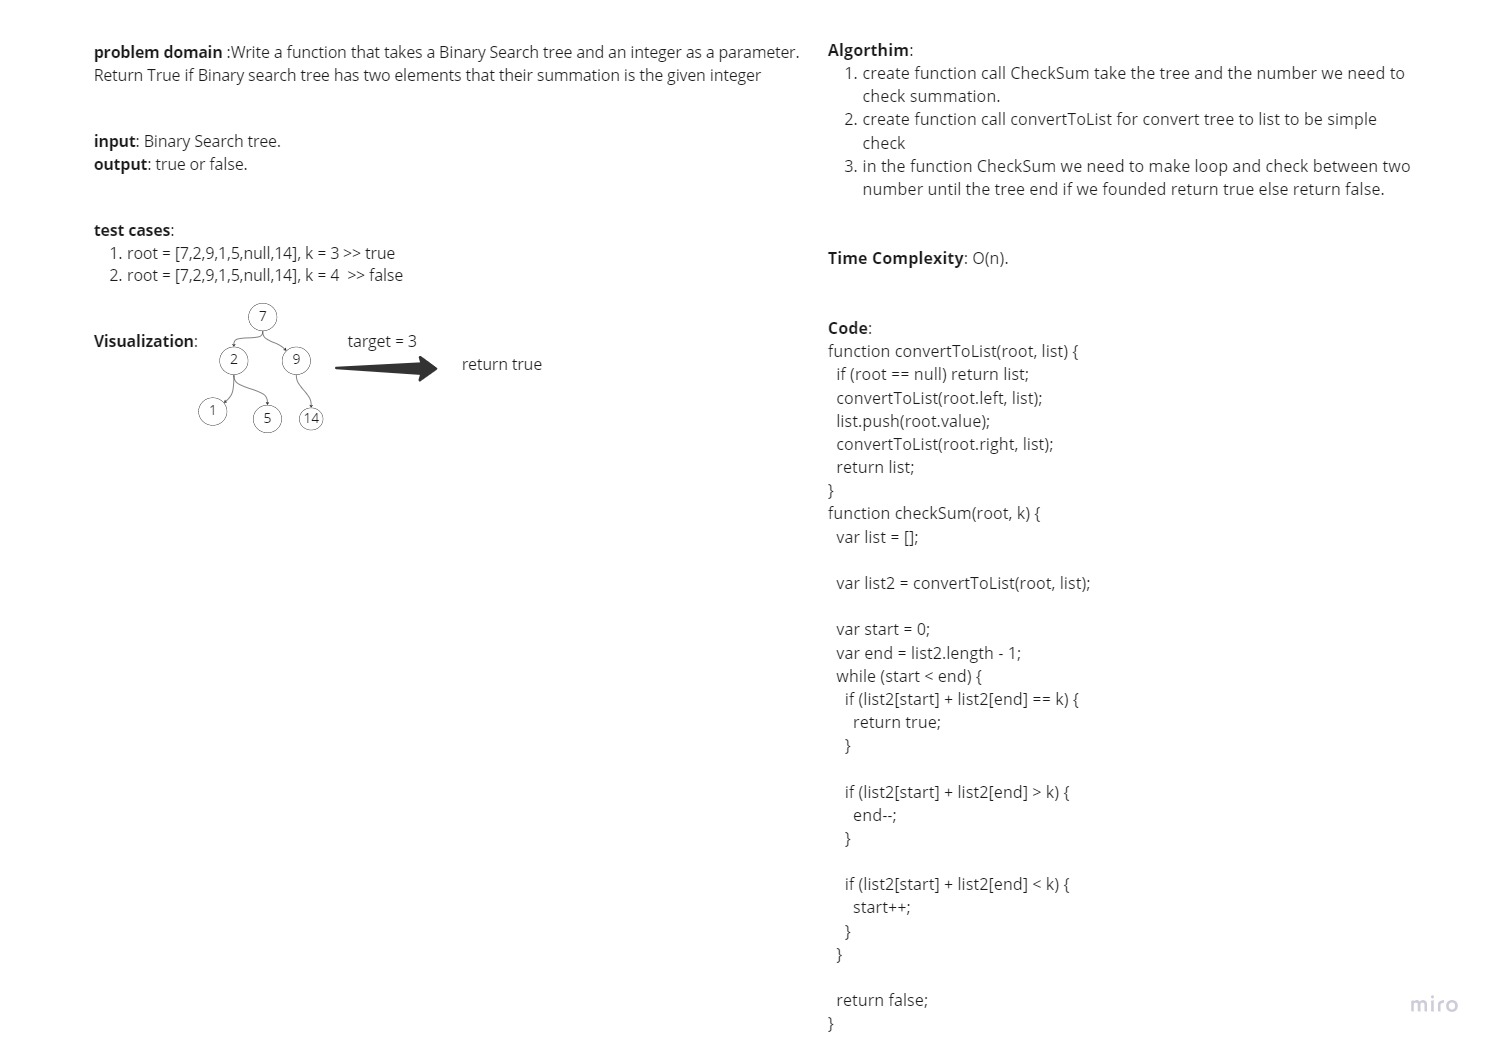 problem domain :Write a function that takes a Binary Search tree and an integer as a parameter.
Return True if Binary search tree has two elements that their summation is the given integer
input: Binary Search tree.
output: true or false.
test cases:
1. root = [7,2,9,1,5,null,14], k = 3 >> true
2. root = [7,2,9,1,5,null,14], k = 4  >> false
Visualization:
7
2
9
1
5
14
target = 3
return true
Algorthim:
1. create function call CheckSum take the tree and the number we need to
check summation.
2. create function call convertToList for convert tree to list to be simple
check
3. in the function CheckSum we need to make loop and check between two
number until the tree end if we founded return true else return false.
Time Complexity: O(n).
Code:
function convertToList(root, list) {
  if (root == null) return list;
  convertToList(root.left, list);
  list.push(root.value);
  convertToList(root.right, list);
  return list;
}
function checkSum(root, k) {
  var list = [];
  var list2 = convertToList(root, list);
  var start = 0;
  var end = list2.length - 1;
  while (start < end) {
    if (list2[start] + list2[end] == k) {
      return true;
    }
    if (list2[start] + list2[end] > k) {
      end--;
    }
    if (list2[start] + list2[end] < k) {
      start++;
    }
  }
  return false;
}
miro